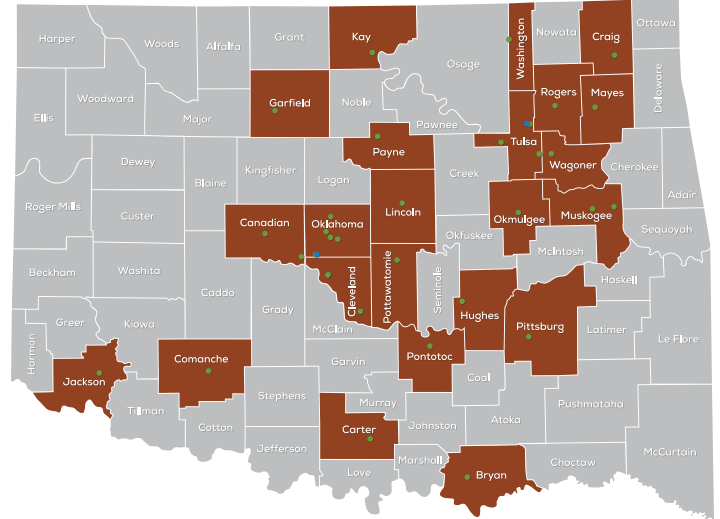 Harper
Woods
Alfalfa
Grant
Kay
Osage
Washington
Nowata
Craig
Ottawa
Ellis
Woodward
Major
Garfield
Noble
Pawnee
Rogers
Mayes
Delaware
Dewey
Blaine
Kingfisher
Logan
Payne
Creek
Tulsa
Wagoner
Cherokee
Adair
Roger Mills
Custer
Canadian
Oklahoma
Lincoln
Okfuskee
Okmulgee
Muskogee
Sequoyah
Beckham
Washita
Caddo
Grady
Cleveland
Pottawatomie
Seminole
Hughes
McIntosh
Haskell
McClain
Pittsburg
Latimer
Le Flore
Harmon
Greer
Kiowa
Jackson
Comanche
Garvin
Pontotoc
Coal
Tillman
Cotton
Stephens
Murray
Carter
Johnston
Atoka
Pushmataha
McCurtain
Jefferson
Love
Marshall
Bryan
Choctaw